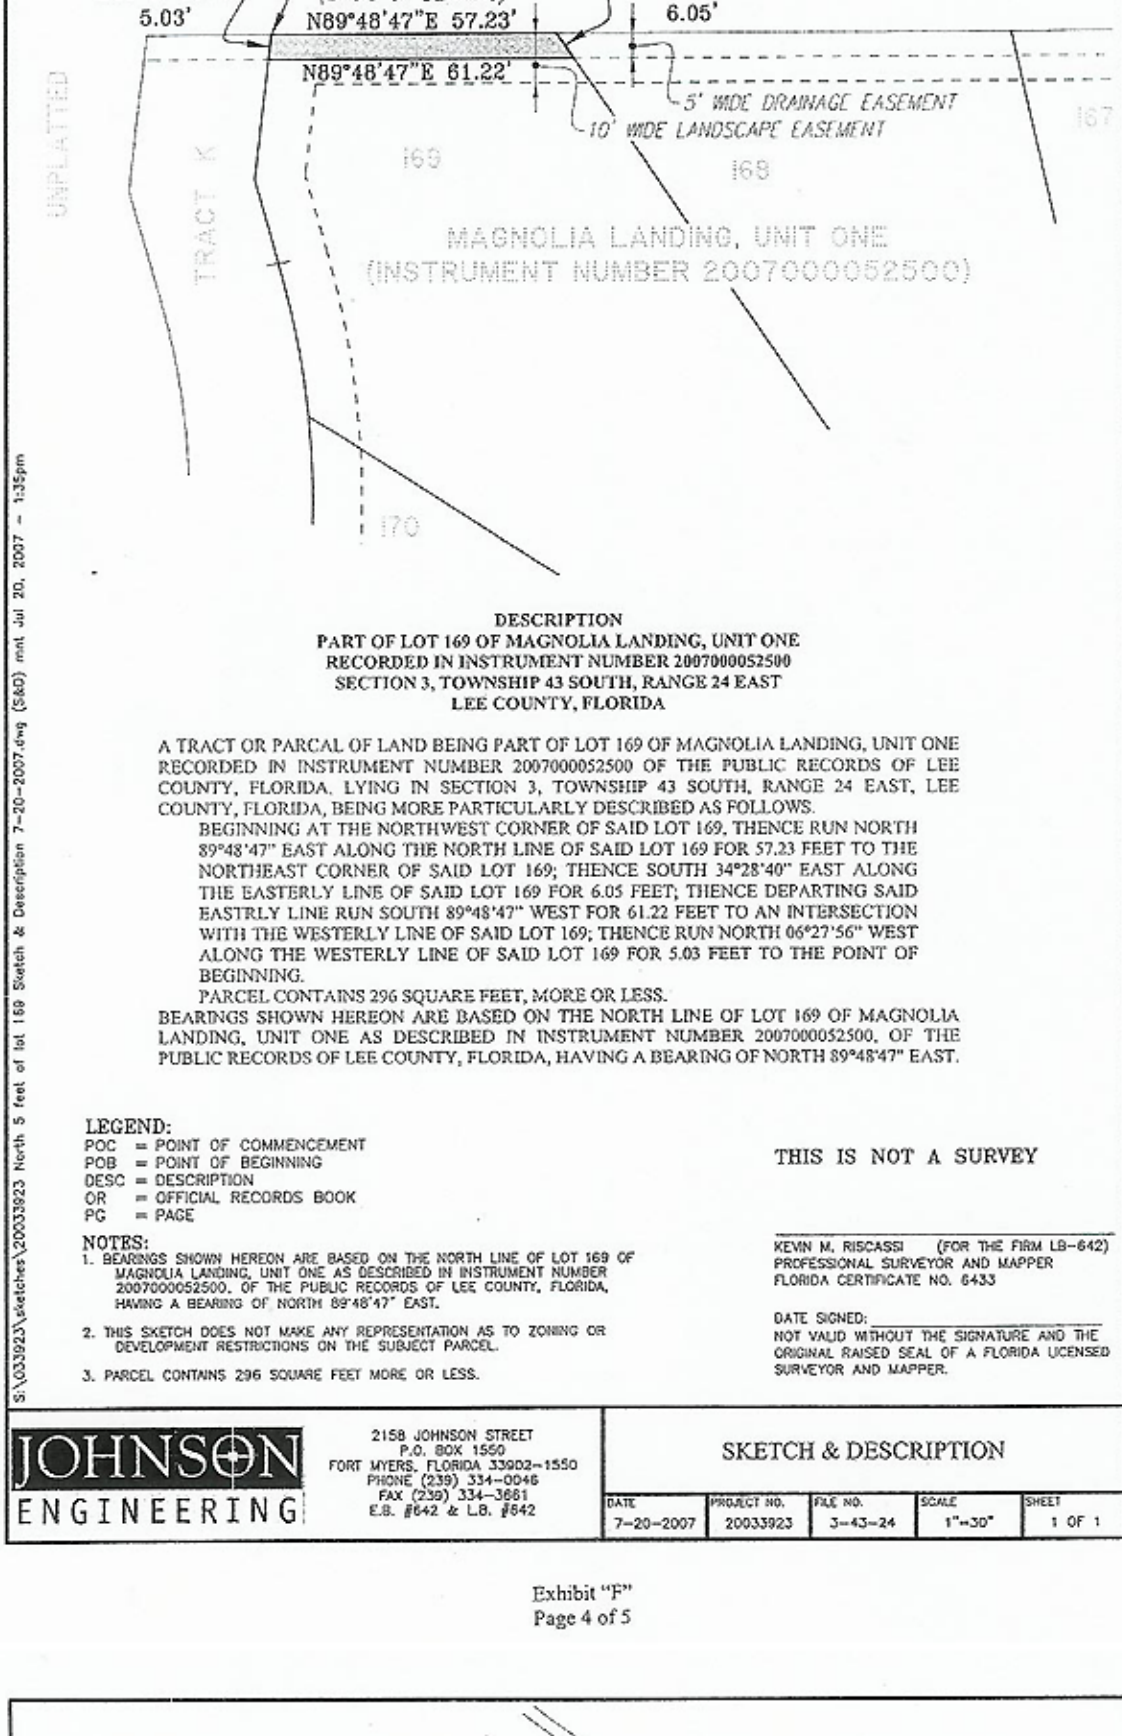 5.03'
N89°48'47"E 57.23'
6.05'
N89°48'47"E 61.22'
5' WIDE DRAINAGE EASEMENT
10' WIDE LANDSCAPE EASEMENT
UNPLATTED
TRACT K
169
168
167
MAGNOLIA LANDING, UNIT ONE
(INSTRUMENT NUMBER 2007000052500)
170
S:\033923\sketches\20033923 North 5 feet of lot 169 Sketch & Description 7-20-2007.dwg (S&D) mnt Jul 20, 2007 - 1:35pm
DESCRIPTION
PART OF LOT 169 OF MAGNOLIA LANDING, UNIT ONE
RECORDED IN INSTRUMENT NUMBER 2007000052500
SECTION 3, TOWNSHIP 43 SOUTH, RANGE 24 EAST
LEE COUNTY, FLORIDA
A TRACT OR PARCAL OF LAND BEING PART OF LOT 169 OF MAGNOLIA LANDING, UNIT ONE
RECORDED IN INSTRUMENT NUMBER 2007000052500 OF THE PUBLIC RECORDS OF LEE
COUNTY, FLORIDA. LYING IN SECTION 3, TOWNSHIP 43 SOUTH, RANGE 24 EAST, LEE
COUNTY, FLORIDA, BEING MORE PARTICULARLY DESCRIBED AS FOLLOWS.
BEGINNING AT THE NORTHWEST CORNER OF SAID LOT 169, THENCE RUN NORTH
89°48'47" EAST ALONG THE NORTH LINE OF SAID LOT 169 FOR 57.23 FEET TO THE
NORTHEAST CORNER OF SAID LOT 169; THENCE SOUTH 34°28'40" EAST ALONG
THE EASTERLY LINE OF SAID LOT 169 FOR 6.05 FEET; THENCE DEPARTING SAID
EASTRLY LINE RUN SOUTH 89°48'47" WEST FOR 61.22 FEET TO AN INTERSECTION
WITH THE WESTERLY LINE OF SAID LOT 169; THENCE RUN NORTH 06°27'56" WEST
ALONG THE WESTERLY LINE OF SAID LOT 169 FOR 5.03 FEET TO THE POINT OF
BEGINNING.
PARCEL CONTAINS 296 SQUARE FEET, MORE OR LESS.
BEARINGS SHOWN HEREON ARE BASED ON THE NORTH LINE OF LOT 169 OF MAGNOLIA
LANDING, UNIT ONE AS DESCRIBED IN INSTRUMENT NUMBER 2007000052500, OF THE
PUBLIC RECORDS OF LEE COUNTY, FLORIDA, HAVING A BEARING OF NORTH 89°48'47" EAST.
LEGEND:
POC = POINT OF COMMENCEMENT
POB = POINT OF BEGINNING
DESC = DESCRIPTION
OR = OFFICIAL RECORDS BOOK
PG = PAGE
NOTES:
1. BEARINGS SHOWN HEREON ARE BASED ON THE NORTH LINE OF LOT 169 OF
MAGNOLIA LANDING, UNIT ONE AS DESCRIBED IN INSTRUMENT NUMBER
2007000052500, OF THE PUBLIC RECORDS OF LEE COUNTY, FLORIDA,
HAVING A BEARING OF NORTH 89°48'47" EAST.
2. THIS SKETCH DOES NOT MAKE ANY REPRESENTATION AS TO ZONING OR
DEVELOPMENT RESTRICTIONS ON THE SUBJECT PARCEL.
3. PARCEL CONTAINS 296 SQUARE FEET MORE OR LESS.
THIS IS NOT A SURVEY
KEVIN M. RISCASSI (FOR THE FIRM LB-642)
PROFESSIONAL SURVEYOR AND MAPPER
FLORIDA CERTIFICATE NO. 6433
DATE SIGNED:
NOT VALID WITHOUT THE SIGNATURE AND THE
ORIGINAL RAISED SEAL OF A FLORIDA LICENSED
SURVEYOR AND MAPPER.
JOHNSON
ENGINEERING
2158 JOHNSON STREET
P.O. BOX 1550
FORT MYERS, FLORIDA 33902-1550
PHONE (239) 334-0046
FAX (239) 334-3661
E.B. #642 & L.B. #642
SKETCH & DESCRIPTION
DATE PROJECT NO. FILE NO. SCALE SHEET
7-20-2007 20033923 3-43-24 1"=30" 1 OF 1
Exhibit "F"
Page 4 of 5